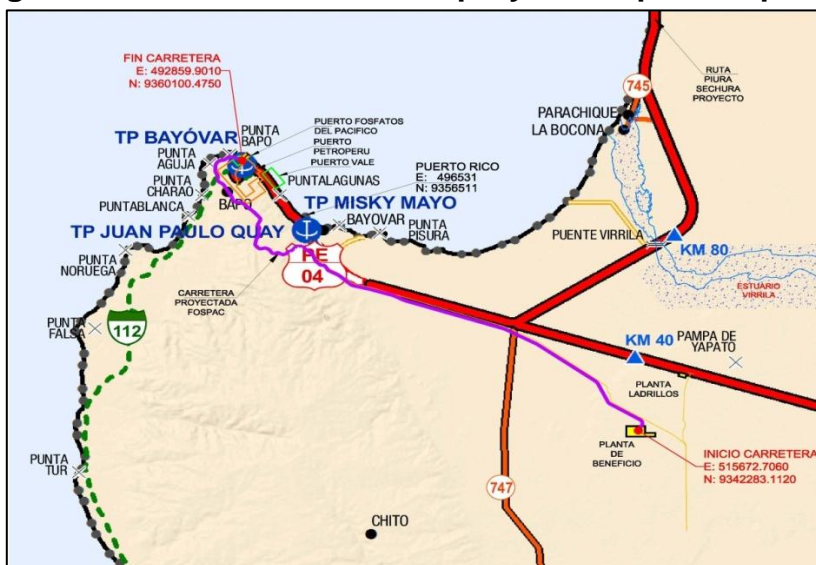 FIN CARRETERA
E: 492859.9010
N: 9360100.4750
PUNTA
BAPO
PUERTO FOSFATOS
DEL PACIFICO
PUERTO
PETROPERU
PUERTO VALE
TP BAYÓVAR
PUNTA
AGUJA
PUNTA
CHARAO
PUNTABLANCA
BAPO
PUNTALAGUNAS
PUERTO RICO
E: 496531
N: 9356511
TP MISKY MAYO
TP JUAN PAULO QUAY
BAYOVAR
PUNTA
PISURA
PE
04
PUNTA
NORUEGA
CARRETERA
PROYECTADA
FOSPAC
112
PUNTA
FALSA
PUNTA
TUR
CHITO
747
745
RUTA
PIURA
SECHURA
PROYECTO
PARACHIQUE
LA BOCONA
PUENTE VIRRILA
KM 80
ESTUARIO
VIRRILA
KM 40
PAMPA DE
YAPATO
PLANTA
LADRILLOS
PLANTA
DE
BENEFICIO
INICIO CARRETERA
E: 515672.7060
N: 9342283.1120